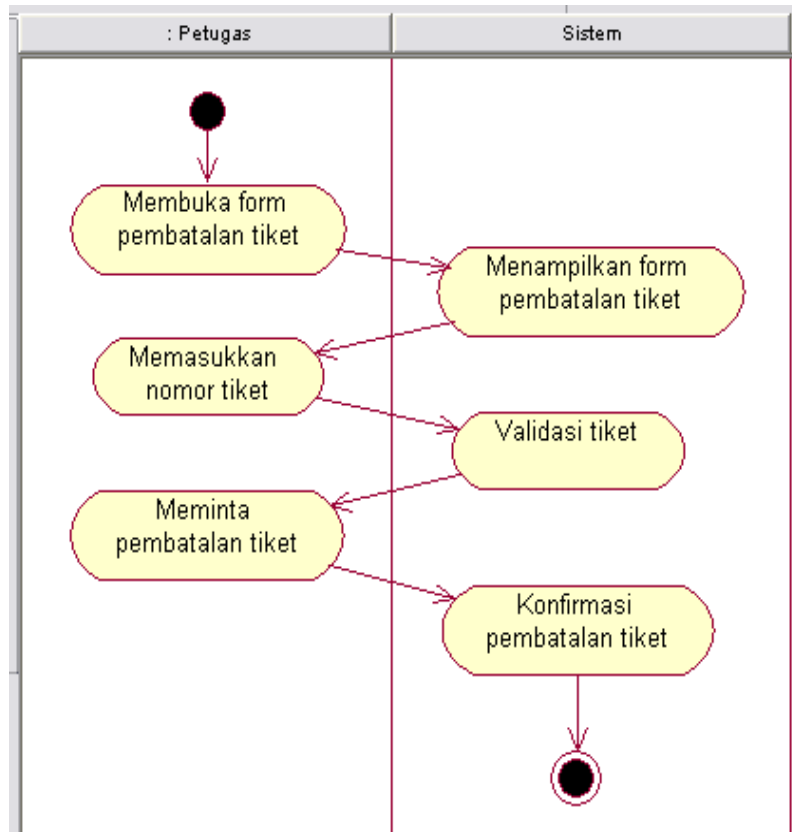 : Petugas
Sistem
Membuka form
pembatalan tiket
Menampilkan form
pembatalan tiket
Memasukkan
nomor tiket
Validasi tiket
Meminta
pembatalan tiket
Konfirmasi
pembatalan tiket